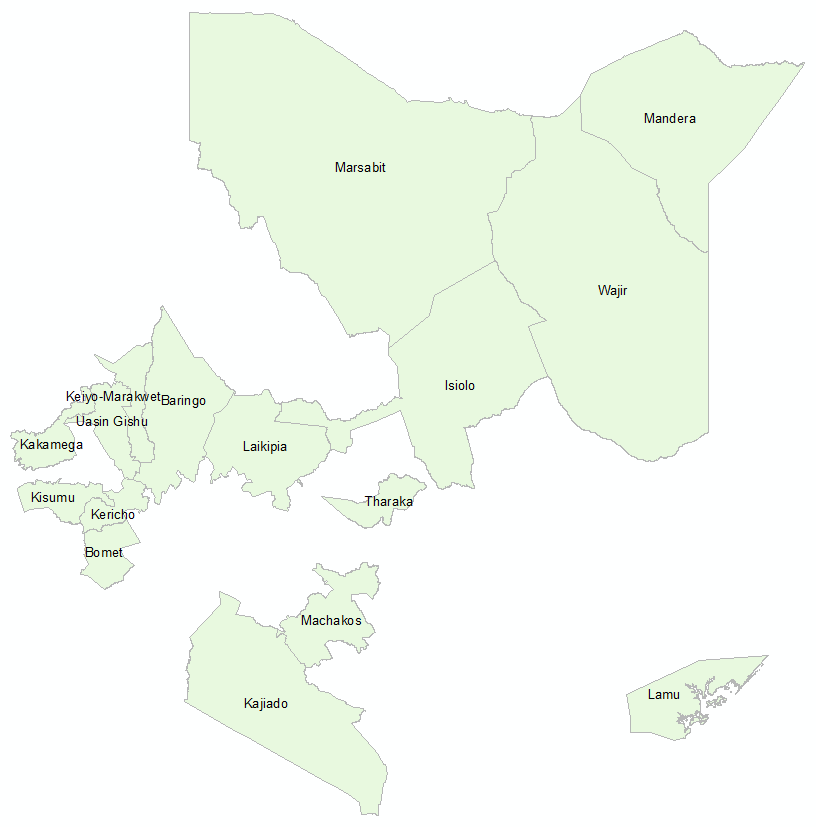 Mandera
Marsabit
Wajir
Isiolo
Keiyo-Marakwet
Baringo
Uasin Gishu
Kakamega
Laikipia
Kisumu
Tharaka
Kericho
Bomet
Machakos
Lamu
Kajiado